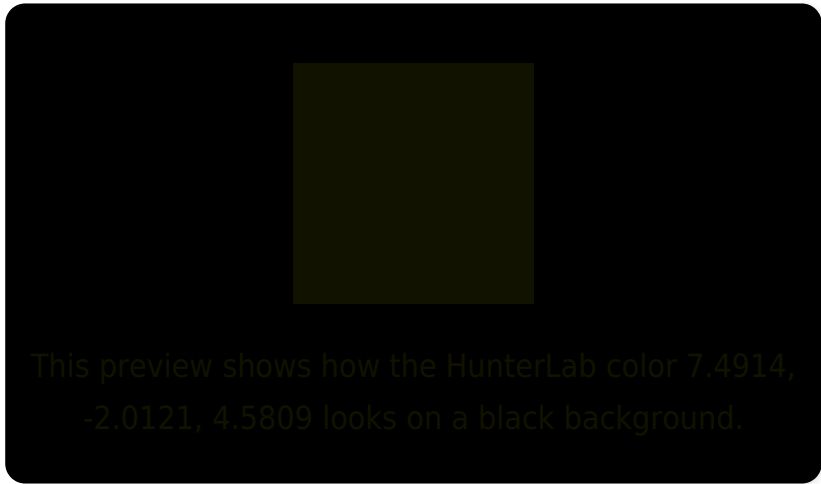 This preview shows how the HunterLab color 7.4914,
-2.0121, 4.5809 looks on a black background.